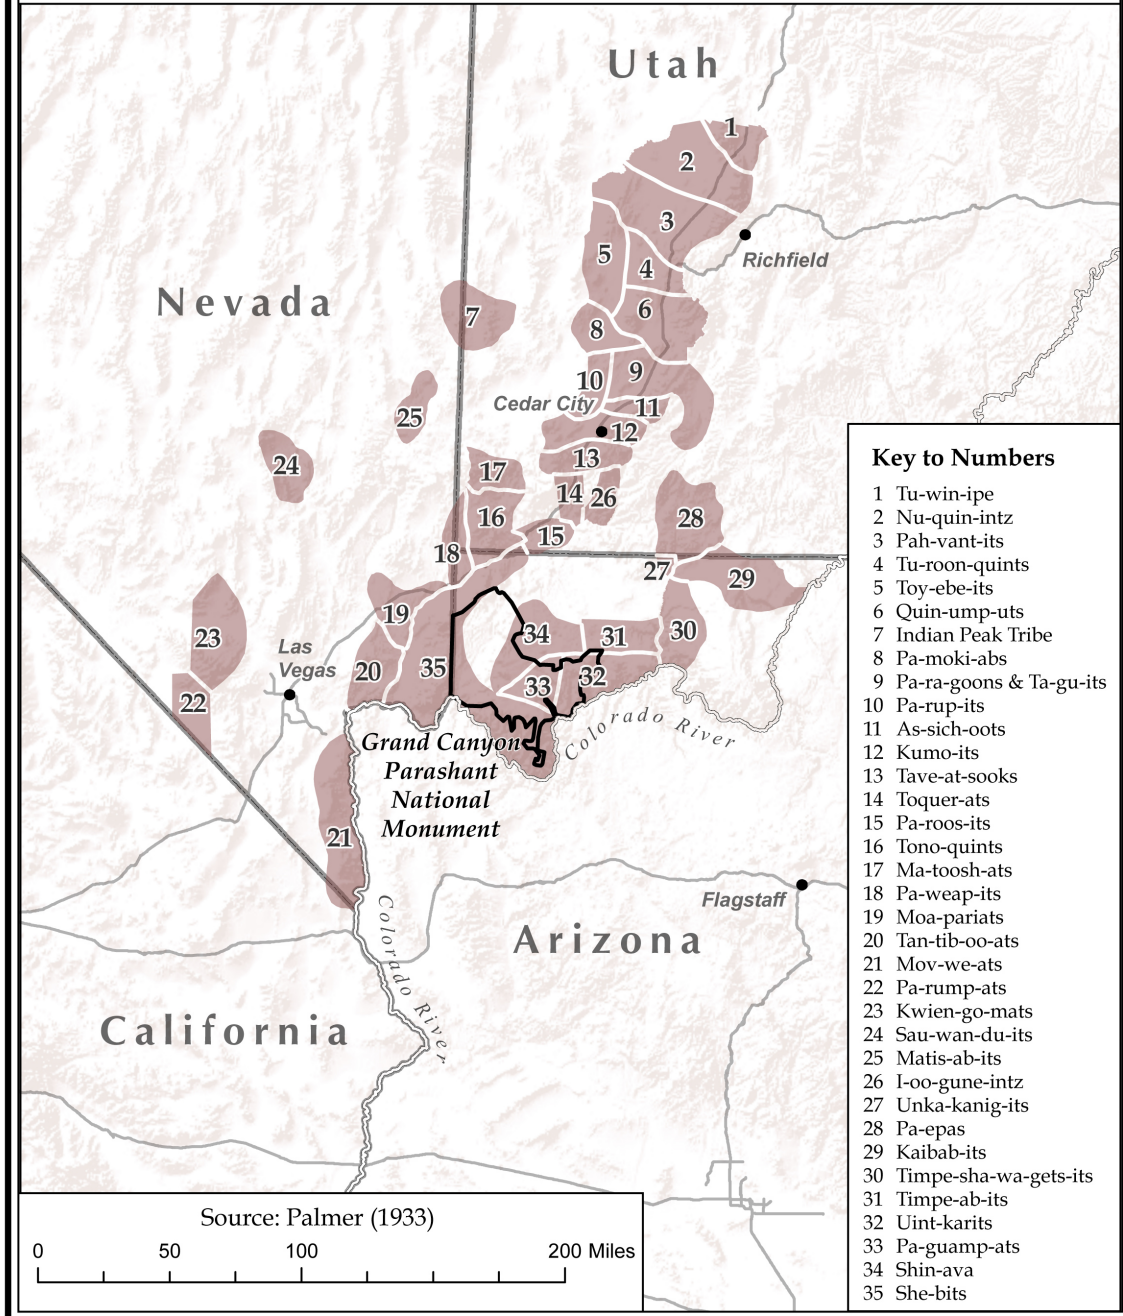 Utah
1
2
3
Richfield
5
4
Nevada
7
6
8
9
10
25
Cedar City
11
12
24
13
17
14
26
16
28
15
18
27
29
19
23
34
31
30
Las
Vegas
20
35
32
33
22
Colorado River
Grand Canyon
Parashant
National
Monument
21
Flagstaff
Colorado River
Arizona
California
Key to Numbers
1 Tu-win-ipe
2 Nu-quin-intz
3 Pah-vant-its
4 Tu-roon-quints
5 Toy-ebe-its
6 Quin-ump-uts
7 Indian Peak Tribe
8 Pa-moki-abs
9 Pa-ra-goons & Ta-gu-its
10 Pa-rup-its
11 As-sich-oots
12 Kumo-its
13 Tave-at-sooks
14 Toquer-ats
15 Pa-roos-its
16 Tono-quints
17 Ma-toosh-ats
18 Pa-weap-its
19 Moa-pariats
20 Tan-tib-oo-ats
21 Mov-we-ats
22 Pa-rump-ats
23 Kwien-go-mats
24 Sau-wan-du-its
25 Matis-ab-its
26 I-oo-gune-intz
27 Unka-kanig-its
28 Pa-epas
29 Kaibab-its
30 Timpe-sha-wa-gets-its
31 Timpe-ab-its
32 Uint-karits
33 Pa-guamp-ats
34 Shin-ava
35 She-bits
Source: Palmer (1933)
0 50 100 200 Miles